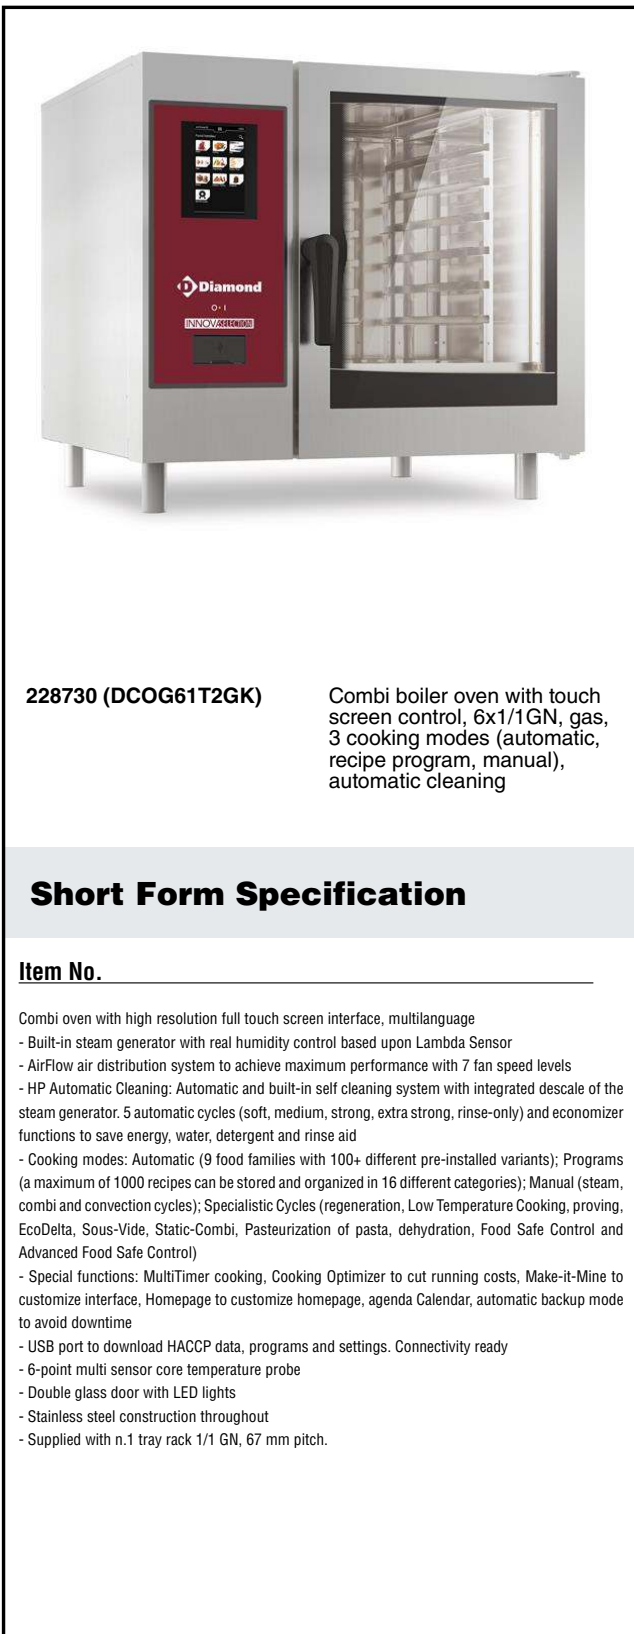 Diamond
O · I
INNOVASELECTION
228730 (DCOG61T2GK)
Combi boiler oven with touch
screen control, 6x1/1GN, gas,
3 cooking modes (automatic,
recipe program, manual),
automatic cleaning
Short Form Specification
Item No.
Combi oven with high resolution full touch screen interface, multilanguage
- Built-in steam generator with real humidity control based upon Lambda Sensor
- AirFlow air distribution system to achieve maximum performance with 7 fan speed levels
- HP Automatic Cleaning: Automatic and built-in self cleaning system with integrated descale of the
steam generator. 5 automatic cycles (soft, medium, strong, extra strong, rinse-only) and economizer
functions to save energy, water, detergent and rinse aid
- Cooking modes: Automatic (9 food families with 100+ different pre-installed variants); Programs
(a maximum of 1000 recipes can be stored and organized in 16 different categories); Manual (steam,
combi and convection cycles); Specialistic Cycles (regeneration, Low Temperature Cooking, proving,
EcoDelta, Sous-Vide, Static-Combi, Pasteurization of pasta, dehydration, Food Safe Control and
Advanced Food Safe Control)
- Special functions: MultiTimer cooking, Cooking Optimizer to cut running costs, Make-it-Mine to
customize interface, Homepage to customize homepage, agenda Calendar, automatic backup mode
to avoid downtime
- USB port to download HACCP data, programs and settings. Connectivity ready
- 6-point multi sensor core temperature probe
- Double glass door with LED lights
- Stainless steel construction throughout
- Supplied with n.1 tray rack 1/1 GN, 67 mm pitch.